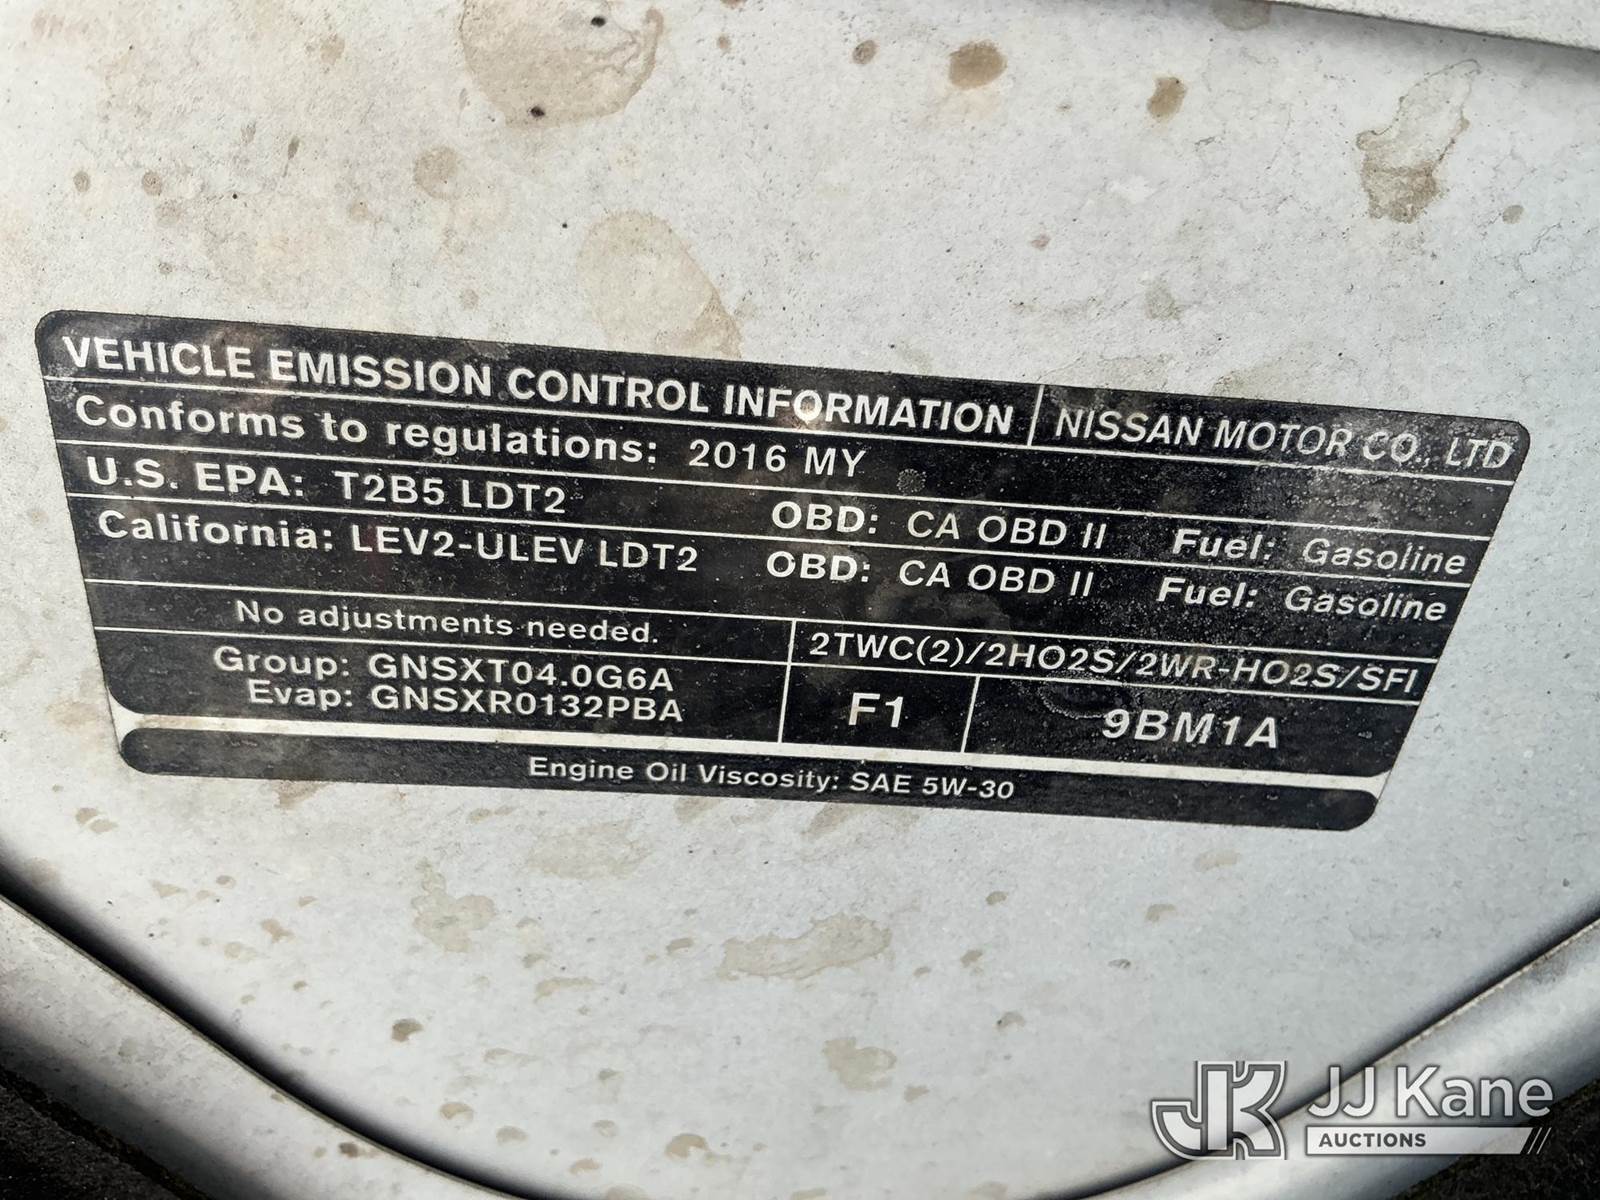 VEHICLE EMISSION CONTROL INFORMATION NISSAN MOTOR CO., LTD
Conforms to regulations: 2016 MY
U.S. EPA: T2B5 LDT2 OBD: CA OBD II Fuel: Gasoline
California: LEV2-ULEV LDT2 OBD: CA OBD II Fuel: Gasoline
No adjustments needed. 2TWC(2)/2HO2S/2WR-HO2S/SFI
Group: GNSXT04.0G6A
Evap: GNSXR0132PBA
F1 9BM1A
Engine Oil Viscosity: SAE 5W-30
JK JJ Kane
AUCTIONS